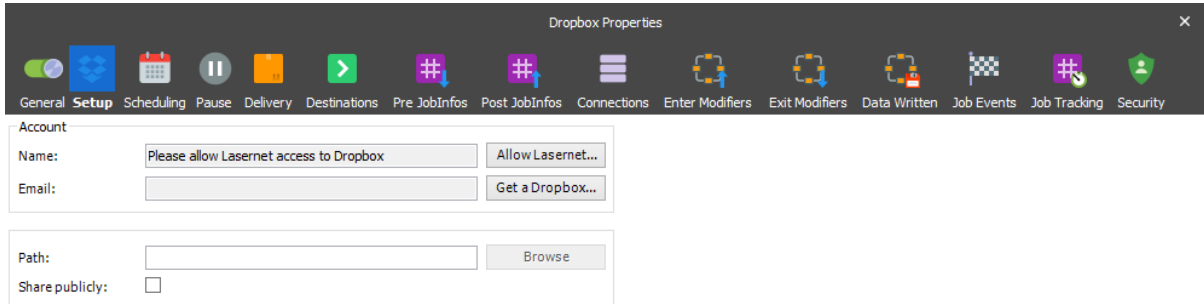 Dropbox Properties
General Setup Scheduling Pause Delivery Destinations Pre JobInfos Post JobInfos Connections Enter Modifiers Exit Modifiers Data Written Job Events Job Tracking Security
Account
Name: Please allow Lasernet access to Dropbox Allow Lasernet...
Email: Get a Dropbox...
Path: Browse
Share publicly: